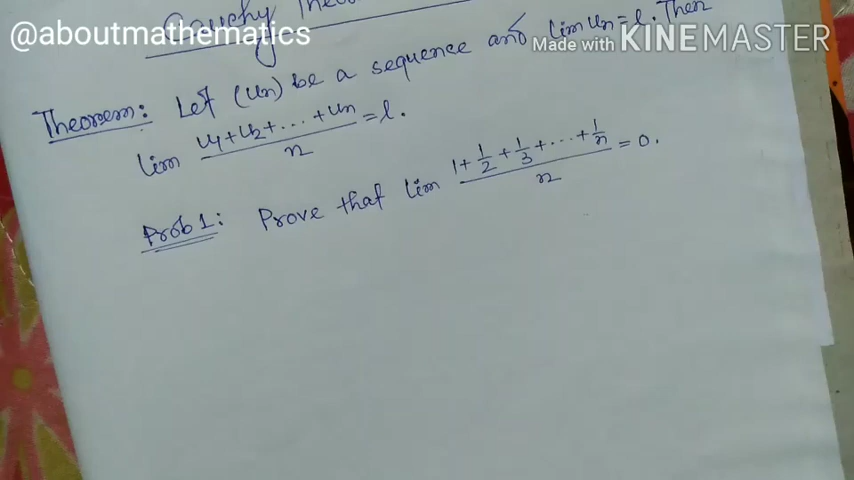 Cauchy Theo
@aboutmathematics
Made with KINEMASTER
Theorem: Let (un) be a sequence and lim un = l. Then
lim (u1+u2+...+un)/n = l.
Prob 1: Prove that lim (1+1/2+1/3+...+1/n)/n = 0.